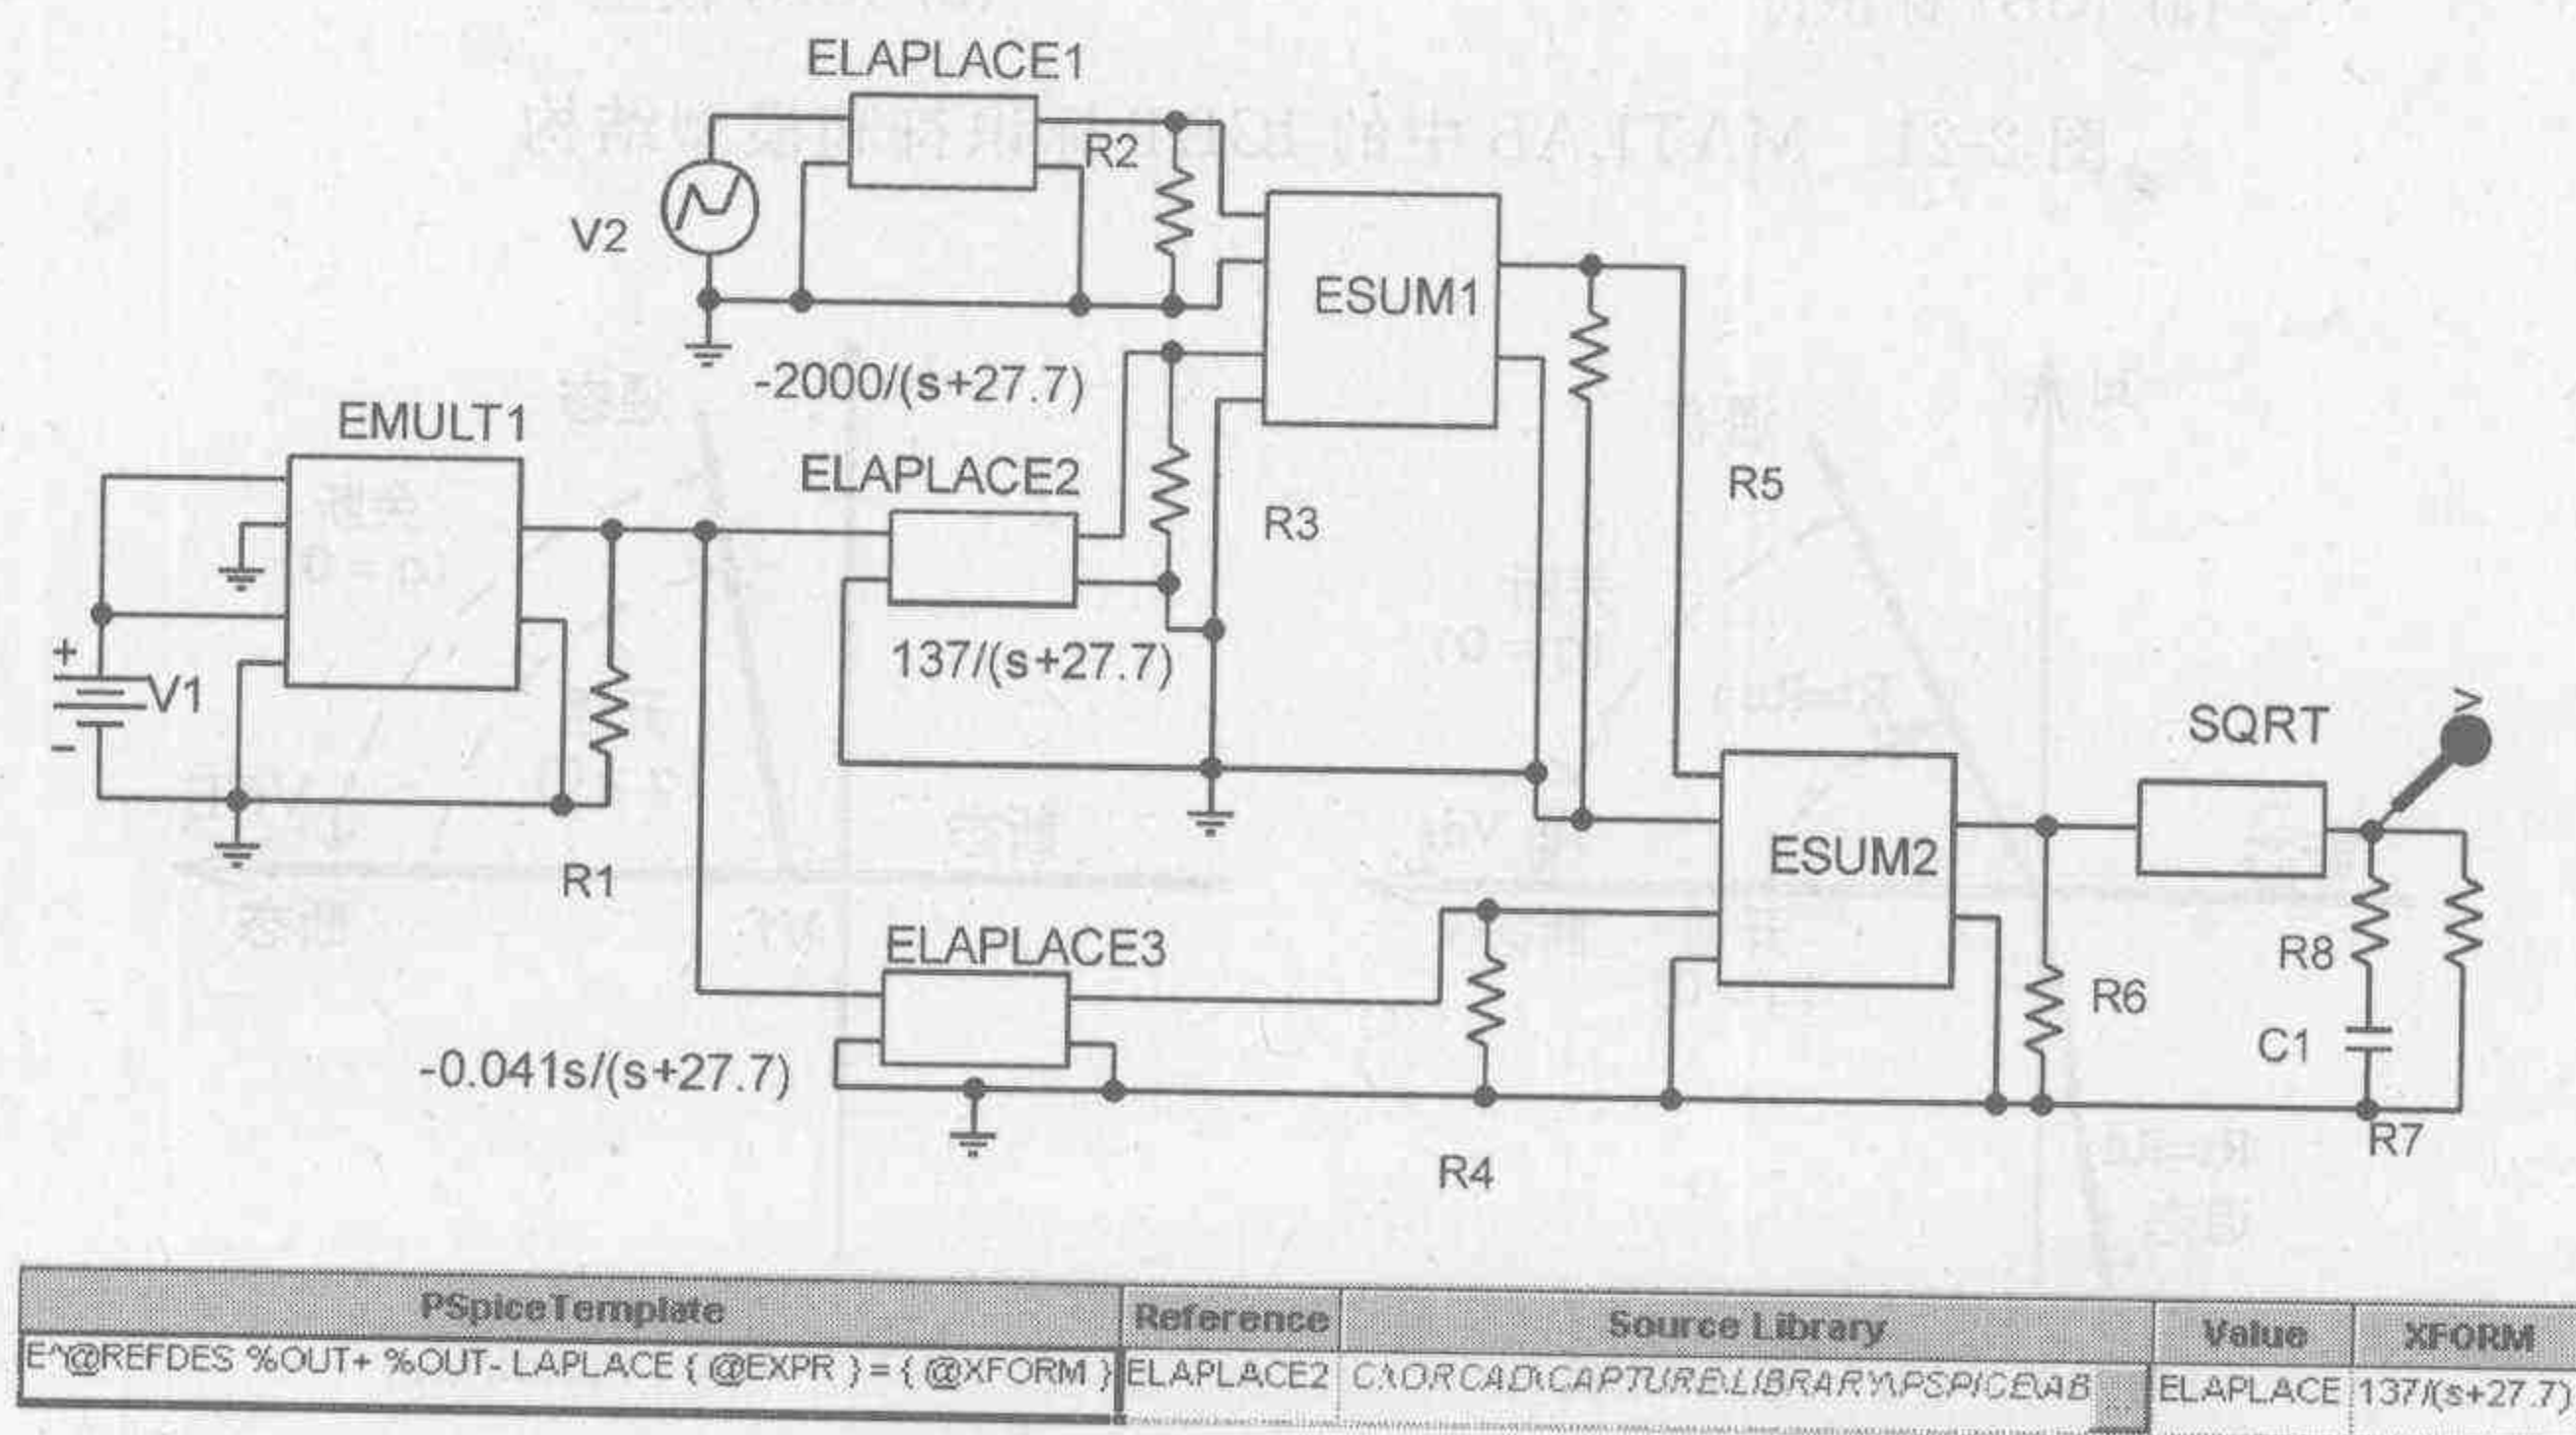 ELAPLACE1
R2
V2
ESUM1
-2000/(s+27.7)
EMULT1
ELAPLACE2
R5
R3
137/(s+27.7)
+
V1
-
SQRT
V
ESUM2
R1
ELAPLACE3
R8
R6
-0.041s/(s+27.7)
C1
R7
R4
PSpiceTemplate Reference Source Library Value XFORM
E^@REFDES %OUT+ %OUT- LAPLACE { @EXPR } = { @XFORM } ELAPLACE2 C:\ORCAD\CAPTURE\LIBRARY\PSPICE\AB ELAPLACE 137/(s+27.7)